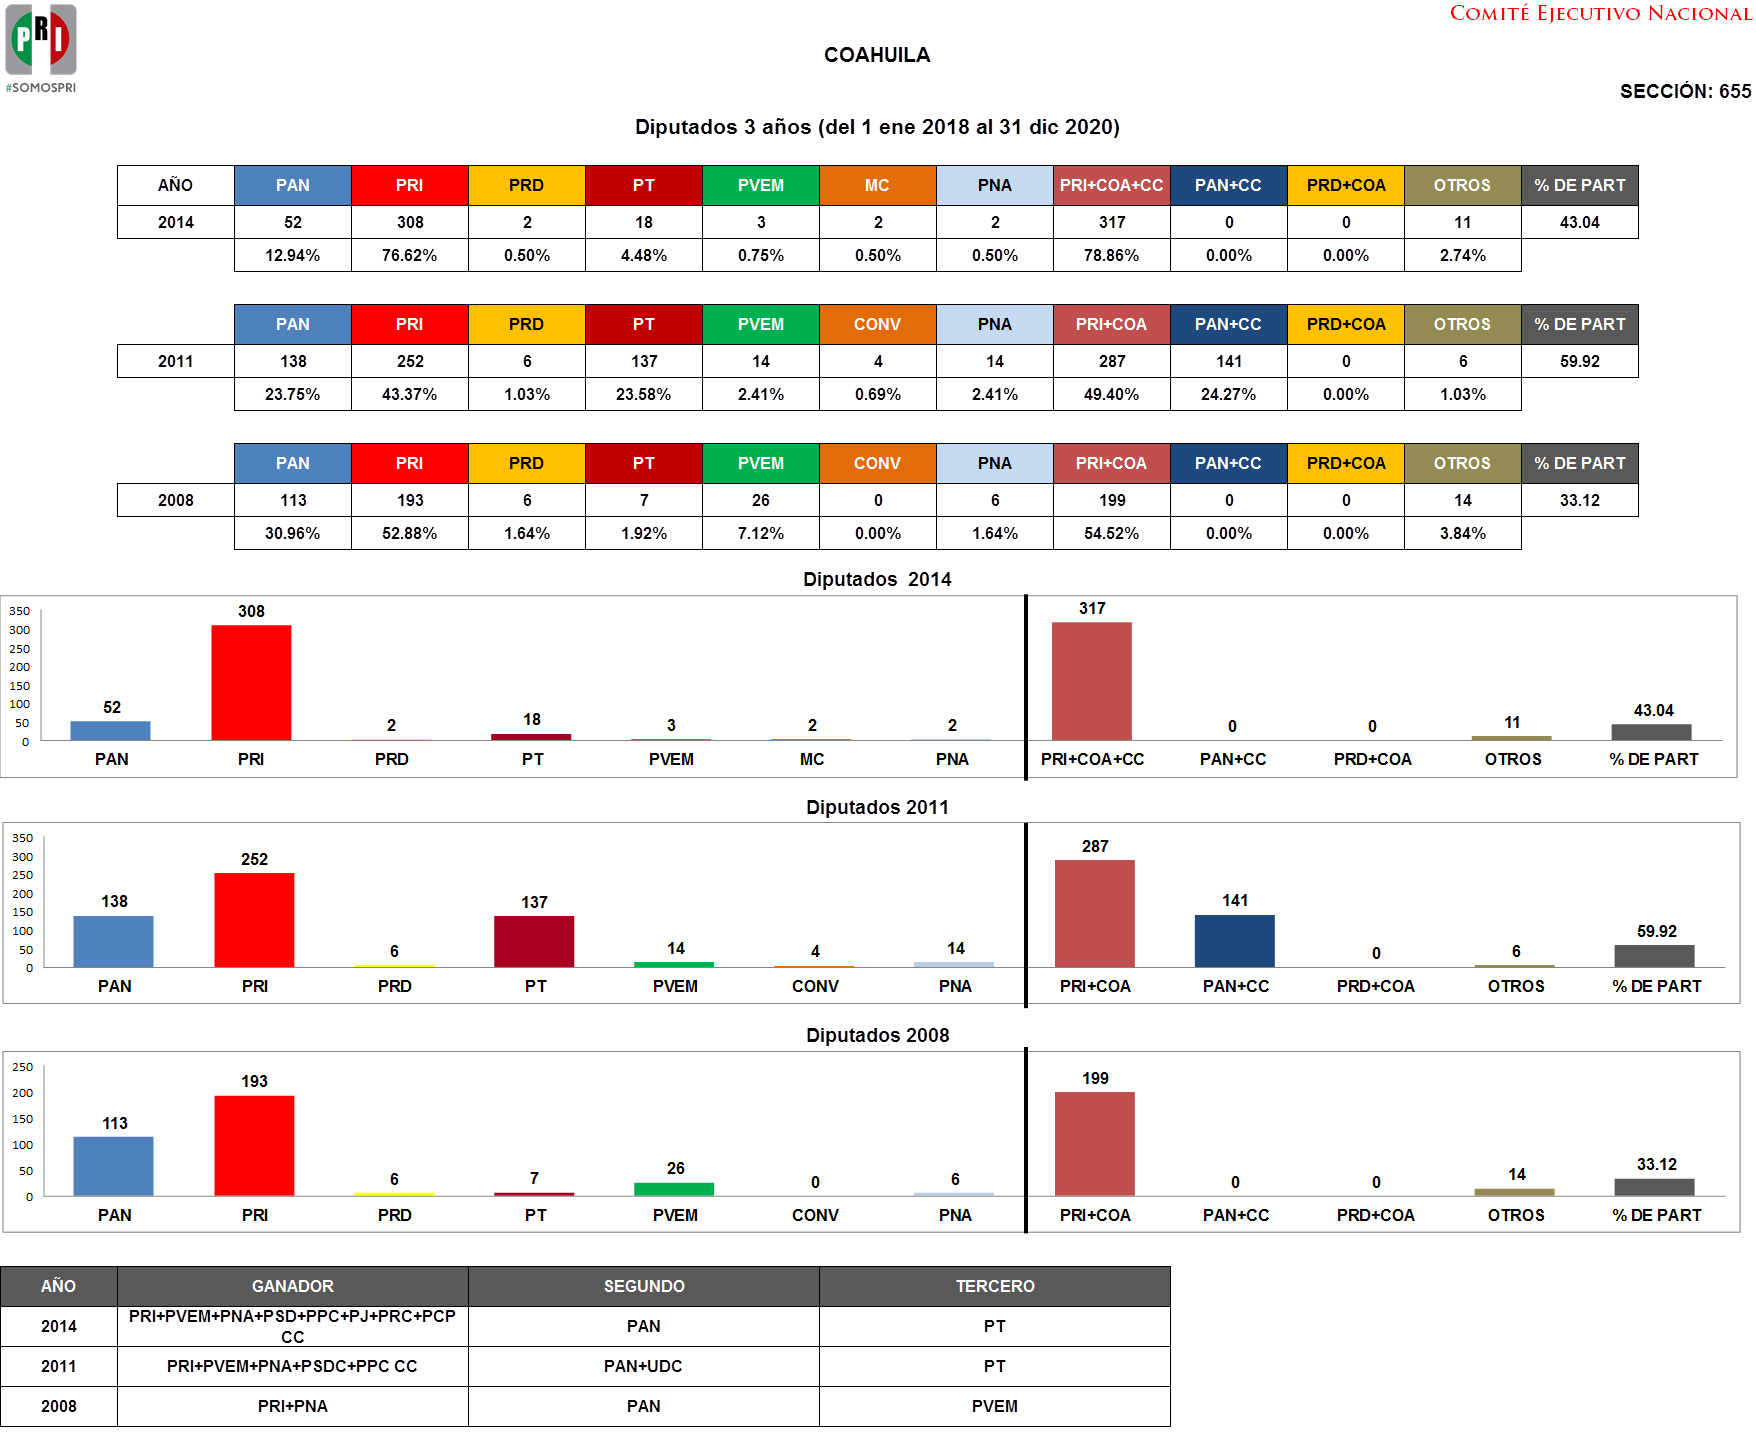 PRI
#SOMOSPRI
COMITÉ EJECUTIVO NACIONAL
COAHUILA
SECCIÓN: 655
Diputados 3 años (del 1 ene 2018 al 31 dic 2020)
AÑO PAN PRI PRD PT PVEM MC PNA PRI+COA+CC PAN+CC PRD+COA OTROS % DE PART
2014 52 308 2 18 3 2 2 317 0 0 11 43.04
12.94% 76.62% 0.50% 4.48% 0.75% 0.50% 0.50% 78.86% 0.00% 0.00% 2.74%
PAN PRI PRD PT PVEM CONV PNA PRI+COA PAN+CC PRD+COA OTROS % DE PART
2011 138 252 6 137 14 4 14 287 141 0 6 59.92
23.75% 43.37% 1.03% 23.58% 2.41% 0.69% 2.41% 49.40% 24.27% 0.00% 1.03%
PAN PRI PRD PT PVEM CONV PNA PRI+COA PAN+CC PRD+COA OTROS % DE PART
2008 113 193 6 7 26 0 6 199 0 0 14 33.12
30.96% 52.88% 1.64% 1.92% 7.12% 0.00% 1.64% 54.52% 0.00% 0.00% 3.84%
Diputados 2014
350
300
250
200
150
100
50
0
52 308 2 18 3 2 2 317 0 0 11 43.04
PAN PRI PRD PT PVEM MC PNA PRI+COA+CC PAN+CC PRD+COA OTROS % DE PART
Diputados 2011
350
300
250
200
150
100
50
0
138 252 6 137 14 4 14 287 141 0 6 59.92
PAN PRI PRD PT PVEM CONV PNA PRI+COA PAN+CC PRD+COA OTROS % DE PART
Diputados 2008
250
200
150
100
50
0
113 193 6 7 26 0 6 199 0 0 14 33.12
PAN PRI PRD PT PVEM CONV PNA PRI+COA PAN+CC PRD+COA OTROS % DE PART
AÑO GANADOR SEGUNDO TERCERO
2014 PRI+PVEM+PNA+PSD+PPC+PJ+PRC+PCP CC PAN PT
2011 PRI+PVEM+PNA+PSDC+PPC CC PAN+UDC PT
2008 PRI+PNA PAN PVEM